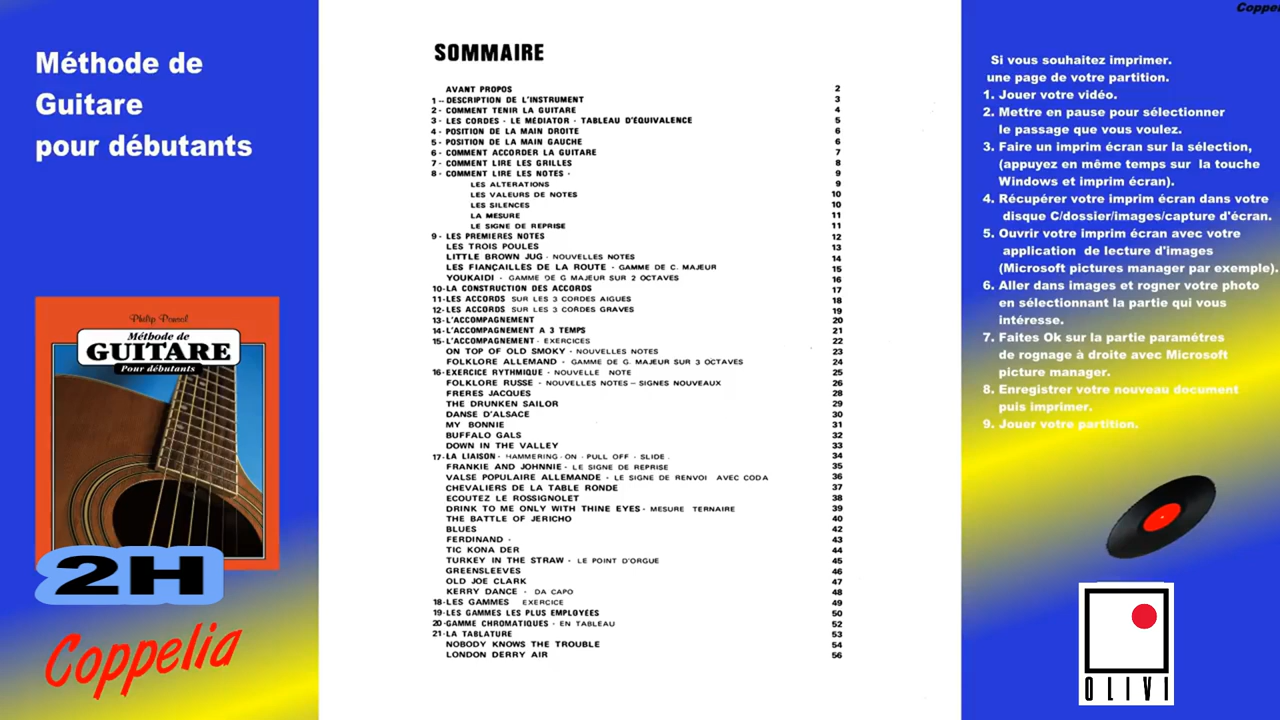 Méthode de
Guitare
pour débutants
Philip Pourol
Méthode de
GUITARE
Pour débutants
2H
Coppelia
SOMMAIRE
AVANT PROPOS 2
1 -- DESCRIPTION DE L'INSTRUMENT 3
2 - COMMENT TENIR LA GUITARE 4
3 - LES CORDES - LE MÉDIATOR - TABLEAU D'ÉQUIVALENCE 5
4 - POSITION DE LA MAIN DROITE 6
5 - POSITION DE LA MAIN GAUCHE 6
6 - COMMENT ACCORDER LA GUITARE 7
7 - COMMENT LIRE LES GRILLES 8
8 - COMMENT LIRE LES NOTES - 9
LES ALTERATIONS 9
LES VALEURS DE NOTES 10
LES SILENCES 10
LA MESURE 11
LE SIGNE DE REPRISE 11
9 - LES PREMIERES NOTES 12
LES TROIS POULES 13
LITTLE BROWN JUG - NOUVELLES NOTES 14
LES FIANÇAILLES DE LA ROUTE - GAMME DE C. MAJEUR 15
YOUKAIDI - GAMME DE G. MAJEUR SUR 2 OCTAVES 16
10-LA CONSTRUCTION DES ACCORDS 17
11-LES ACCORDS SUR LES 3 CORDES AIGUES 18
12-LES ACCORDS SUR LES 3 CORDES GRAVES 19
13-L'ACCOMPAGNEMENT 20
14-L'ACCOMPAGNEMENT A 3 TEMPS 21
15-L'ACCOMPAGNEMENT - EXERCICES 22
ON TOP OF OLD SMOKY - NOUVELLES NOTES 23
FOLKLORE ALLEMAND - GAMME DE G. MAJEUR SUR 3 OCTAVES 24
16-EXERCICE RYTHMIQUE - NOUVELLE NOTE 25
FOLKLORE RUSSE - NOUVELLES NOTES -- SIGNES NOUVEAUX 26
FRERES JACQUES 28
THE DRUNKEN SAILOR 29
DANSE D'ALSACE 30
MY BONNIE 31
BUFFALO GALS 32
DOWN IN THE VALLEY 33
17-LA LIAISON - HAMMERING - ON - PULL OFF - SLIDE . 34
FRANKIE AND JOHNNIE - LE SIGNE DE REPRISE 35
VALSE POPULAIRE ALLEMANDE - LE SIGNE DE RENVOI AVEC CODA 36
CHEVALIERS DE LA TABLE RONDE 37
ECOUTEZ LE ROSSIGNOLET 38
DRINK TO ME ONLY WITH THINE EYES - MESURE TERNAIRE 39
THE BATTLE OF JERICHO 40
BLUES 42
FERDINAND - 43
TIC KONA DER 44
TURKEY IN THE STRAW - LE POINT D'ORGUE 45
GREENSLEEVES 46
OLD JOE CLARK 47
KERRY DANCE - DA CAPO 48
18-LES GAMMES EXERCICE 49
19-LES GAMMES LES PLUS EMPLOYÉES 50
20-GAMME CHROMATIQUES - EN TABLEAU 52
21-LA TABLATURE 53
NOBODY KNOWS THE TROUBLE 54
LONDON DERRY AIR 56
Coppel
Si vous souhaitez imprimer.
une page de votre partition.
1. Jouer votre vidéo.
2. Mettre en pause pour sélectionner
le passage que vous voulez.
3. Faire un imprim écran sur la sélection,
(appuyez en même temps sur la touche
Windows et imprim écran).
4. Récupérer votre imprim écran dans votre
disque C/dossier/images/capture d'écran.
5. Ouvrir votre imprim écran avec votre
application de lecture d'images
(Microsoft pictures manager par exemple).
6. Aller dans images et rogner votre photo
en sélectionnant la partie qui vous
intéresse.
7. Faites Ok sur la partie paramétres
de rognage à droite avec Microsoft
picture manager.
8. Enregistrer votre nouveau document
puis imprimer.
9. Jouer votre partition.
OLIVI